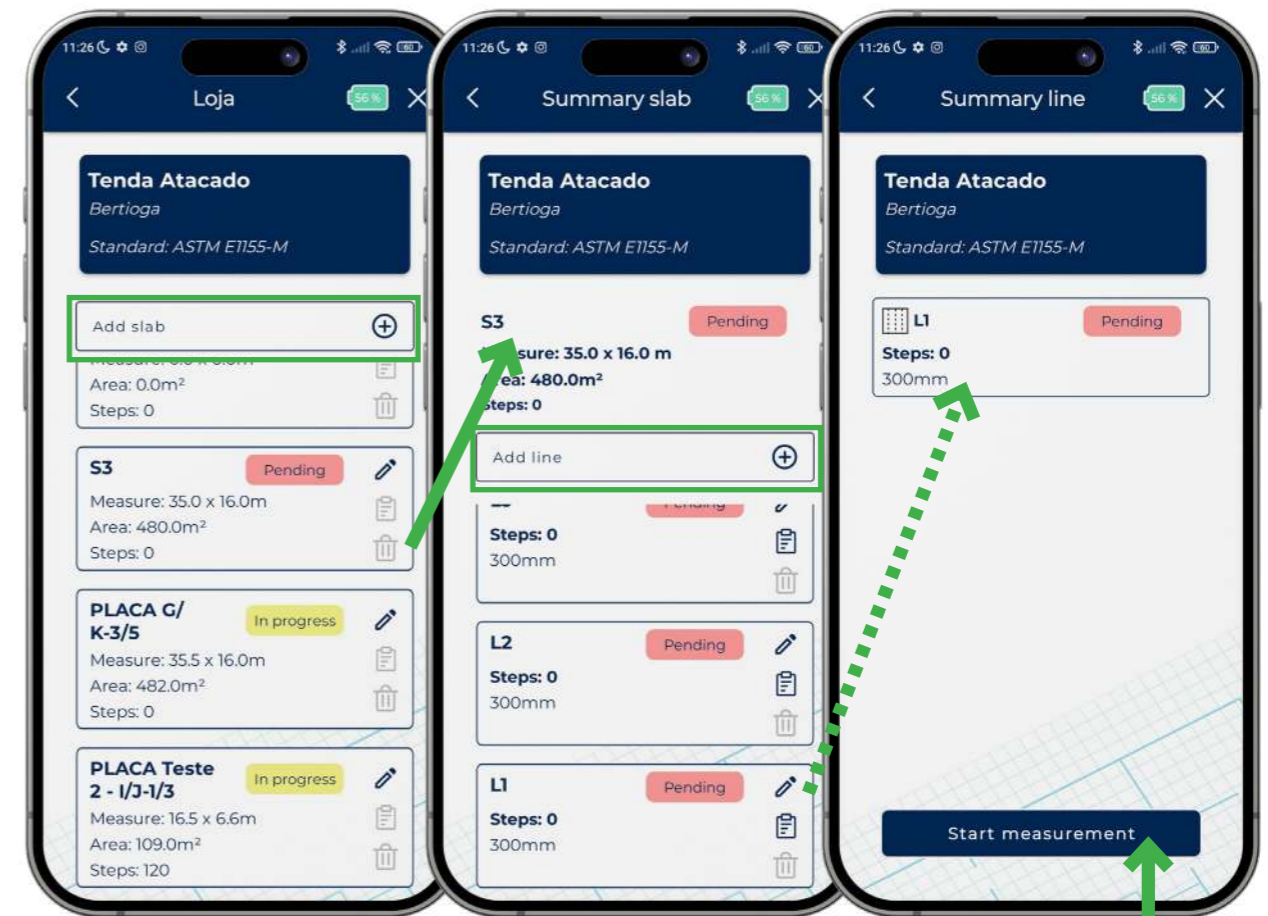 11:26
60
Loja
56 %
Tenda Atacado
Bertioga
Standard: ASTM E1155-M
Add slab
Area: 0.0m²
Steps: 0
S3
Pending
Measure: 35.0 x 16.0m
Area: 480.0m²
Steps: 0
PLACA G/
K-3/5
In progress
Measure: 35.5 x 16.0m
Area: 482.0m²
Steps: 0
PLACA Teste
2 - I/J-1/3
In progress
Measure: 16.5 x 6.6m
Area: 109.0m²
Steps: 120
11:26
60
Summary slab
56 %
Tenda Atacado
Bertioga
Standard: ASTM E1155-M
S3
Pending
sure: 35.0 x 16.0 m
Area: 480.0m²
Steps: 0
Add line
Steps: 0
300mm
L2
Pending
Steps: 0
300mm
L1
Pending
Steps: 0
300mm
11:26
60
Summary line
56 %
Tenda Atacado
Bertioga
Standard: ASTM E1155-M
L1
Pending
Steps: 0
300mm
Start measurement